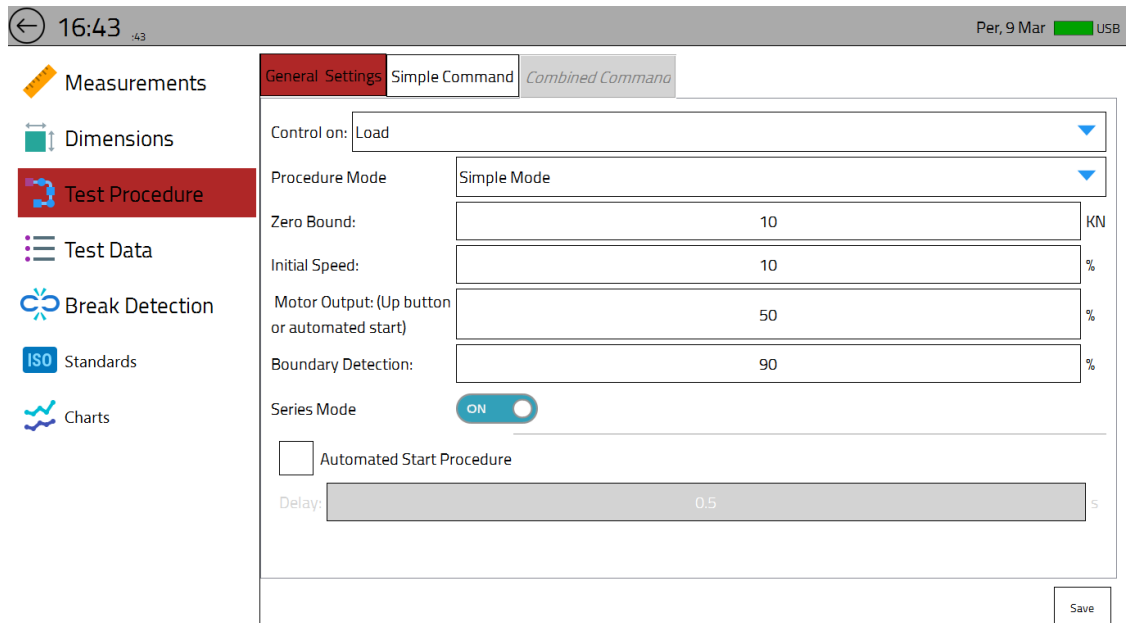 16:43 :43
Per, 9 Mar USB
Measurements
Dimensions
Test Procedure
Test Data
Break Detection
ISO Standards
Charts
General Settings Simple Command Combined Command
Control on: Load
Procedure Mode Simple Mode
Zero Bound: 10 KN
Initial Speed: 10 %
Motor Output: (Up button
or automated start) 50 %
Boundary Detection: 90 %
Series Mode ON
Automated Start Procedure
Delay: 0.5 s
Save